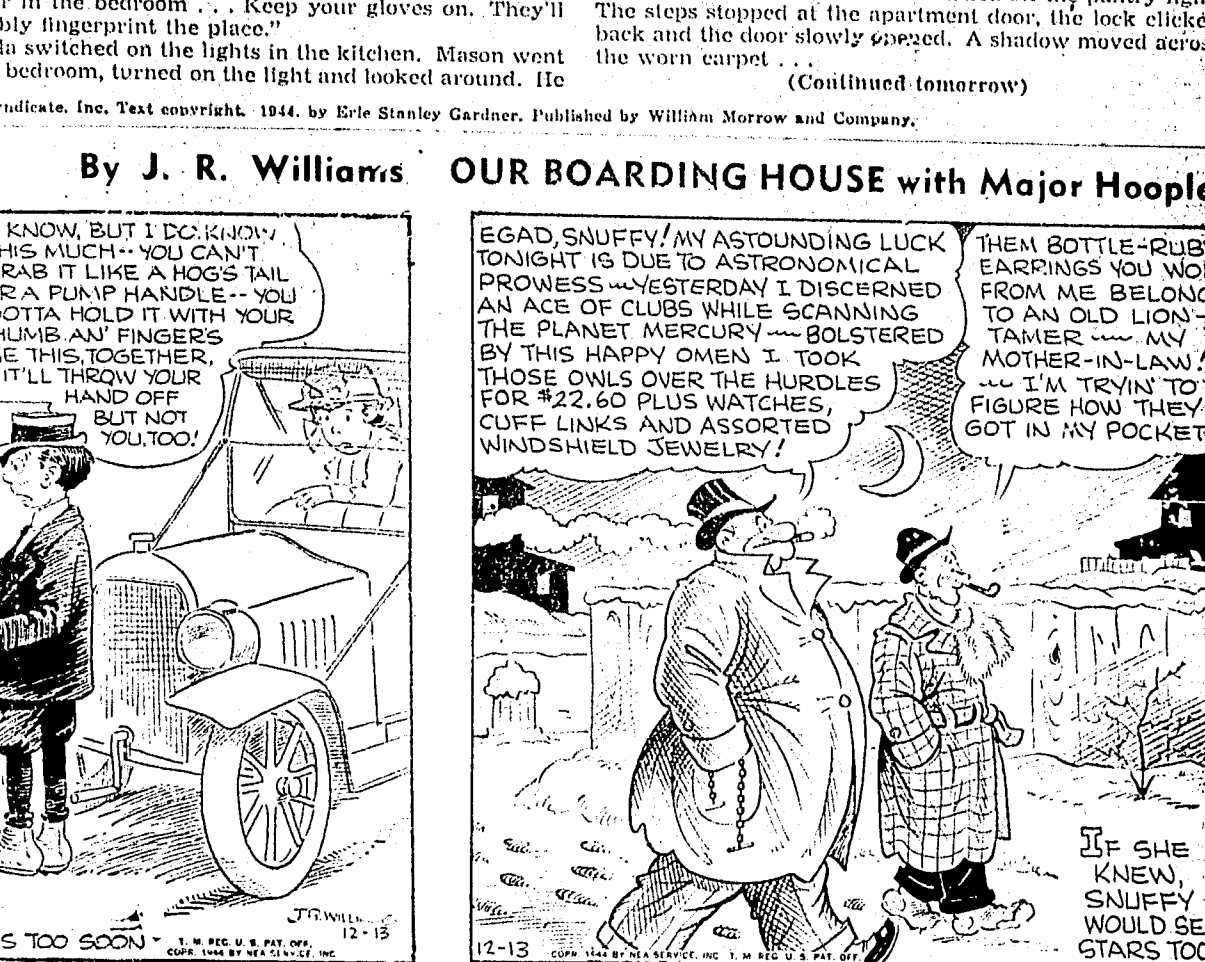 in the bedroom . . . Keep your gloves on. They'll
bly fingerprint the place."
la switched on the lights in the kitchen. Mason went
bedroom, turned on the light and looked around. He
The steps stopped at the apartment door, the lock clicke
back and the door slowly opened. A shadow moved acros
the worn carpet . . .
(Continued tomorrow)
yndicate, Inc. Text copyright, 1944, by Erle Stanley Gardner. Published by William Morrow and Company.
By J. R. Williams
KNOW, BUT I DO KNOW
HIS MUCH-- YOU CAN'T
RAB IT LIKE A HOG'S TAIL
R A PUMP HANDLE-- YOU
OTTA HOLD IT WITH YOUR
HUMB AN' FINGER'S
E THIS, TOGETHER,
IT'LL THROW YOUR
HAND OFF
BUT NOT
YOU, TOO!
J.R. WILLI
12-13
S TOO SOON-
T. M. REG. U. S. PAT. OFF.
COPR. 1944 BY NEA SERVICE, INC.
OUR BOARDING HOUSE with Major Hoople
EGAD, SNUFFY! MY ASTOUNDING LUCK
TONIGHT IS DUE TO ASTRONOMICAL
PROWESS ~ YESTERDAY I DISCERNED
AN ACE OF CLUBS WHILE SCANNING
THE PLANET MERCURY ~ BOLSTERED
BY THIS HAPPY OMEN I TOOK
THOSE OWLS OVER THE HURDLES
FOR $22.60 PLUS WATCHES,
CUFF LINKS AND ASSORTED
WINDSHIELD JEWELRY!
THEM BOTTLE-RUB
EARRINGS YOU WO
FROM ME BELONG
TO AN OLD LION-
TAMER ~ MY
MOTHER-IN-LAW!
~ I'M TRYIN' TO
FIGURE HOW THEY
GOT IN MY POCKET
IF SHE
KNEW,
SNUFFY
WOULD SE
STARS TOO
12-13
COPR. 1944 BY NEA SERVICE, INC. T. M. REG. U. S. PAT. OFF.